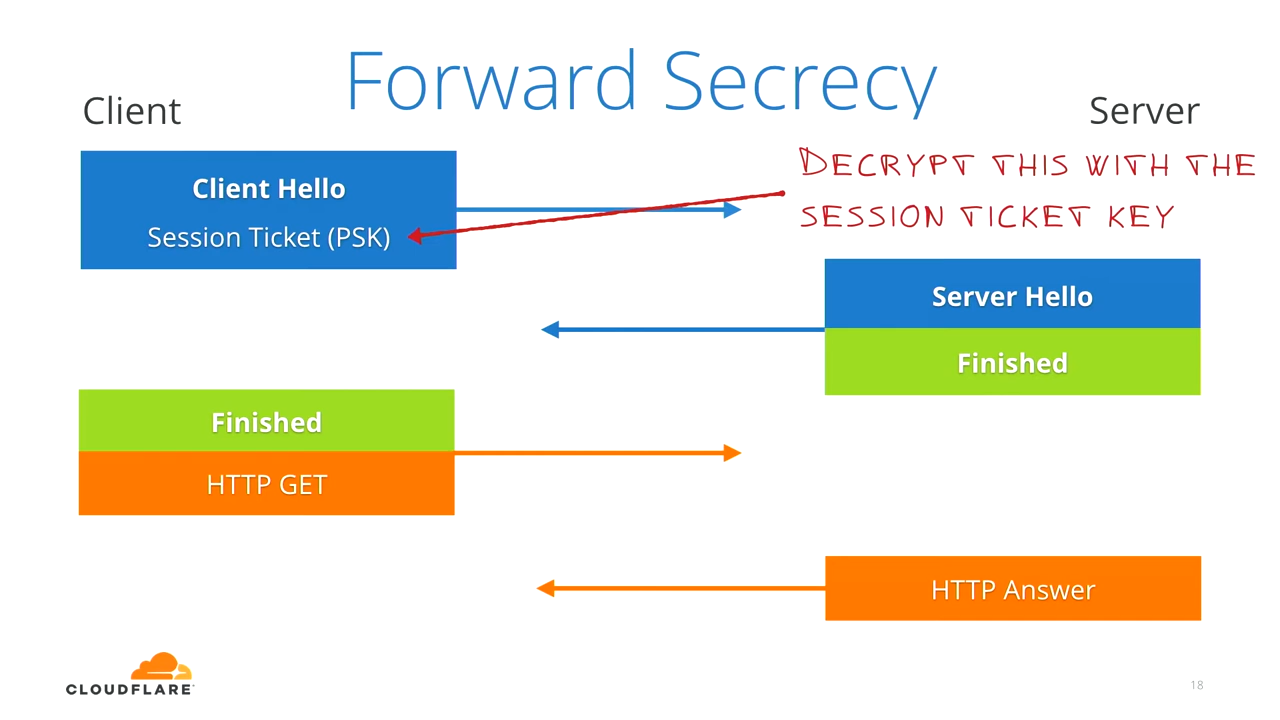 Forward Secrecy
Client
Server
Client Hello
Session Ticket (PSK)
DECRYPT THIS WITH THE
SESSION TICKET KEY
Server Hello
Finished
Finished
HTTP GET
HTTP Answer
CLOUDFLARE
18